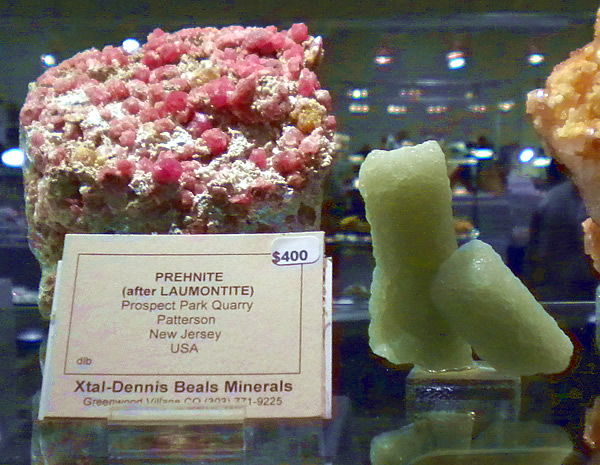 $400
PREHNITE
(after LAUMONTITE)
Prospect Park Quarry
Patterson
New Jersey
USA
dlb
Xtal-Dennis Beals Minerals
Greenwood Village CO (303) 771-9225